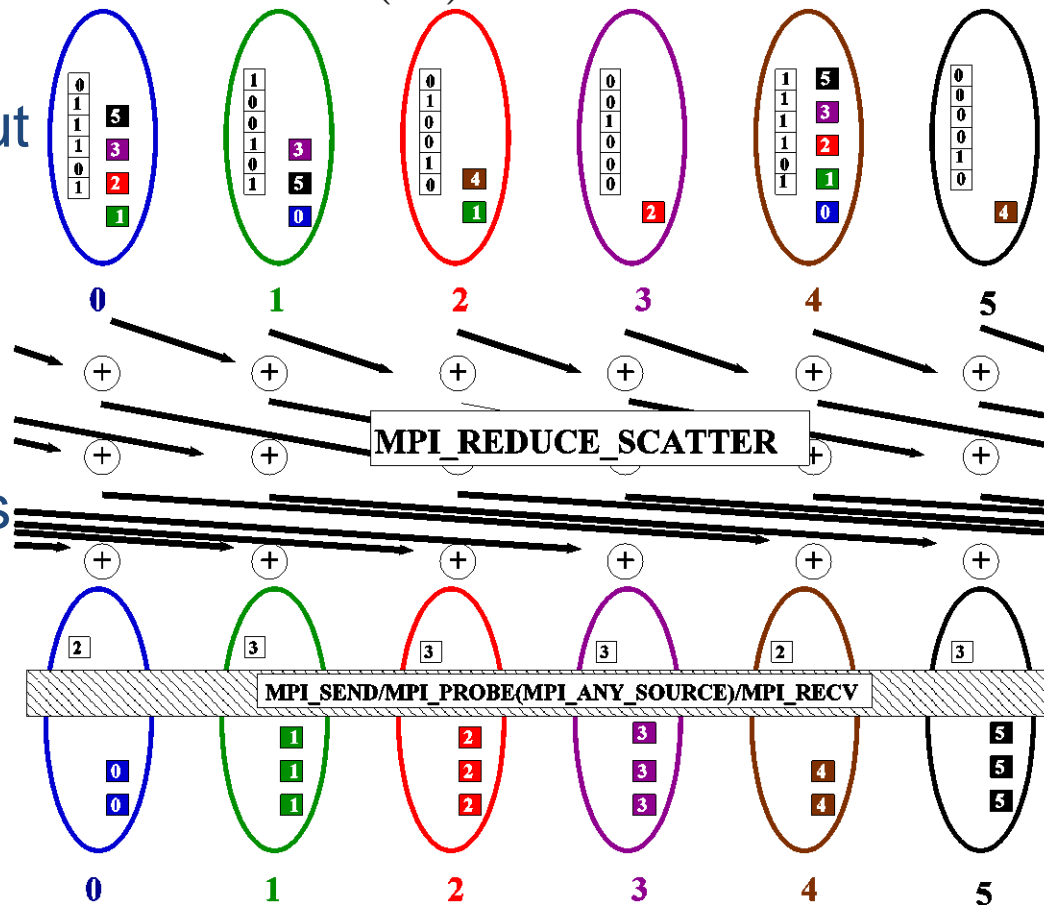 0 1 0 0 1 5 0
1 0 1 0 1 3 0
ut 1 5 0 0 1 1 0
1 3 1 3 0 0 1 2 0
0 0 1 0 0 1
1 2 1 5 0 4 0 1 1 0
1 0 1 2 0 4
0 1 2 3 4 5
+ + + + + +
MPI_REDUCE_SCATTER
+ + +
s
+ + + + + +
2 3 3 3 2 3
MPI_SEND/MPI_PROBE(MPI_ANY_SOURCE)/MPI_RECV
1 2 3 5
0 1 2 3 4 5
0 1 2 3 4 5
0 1 2 3 4 5